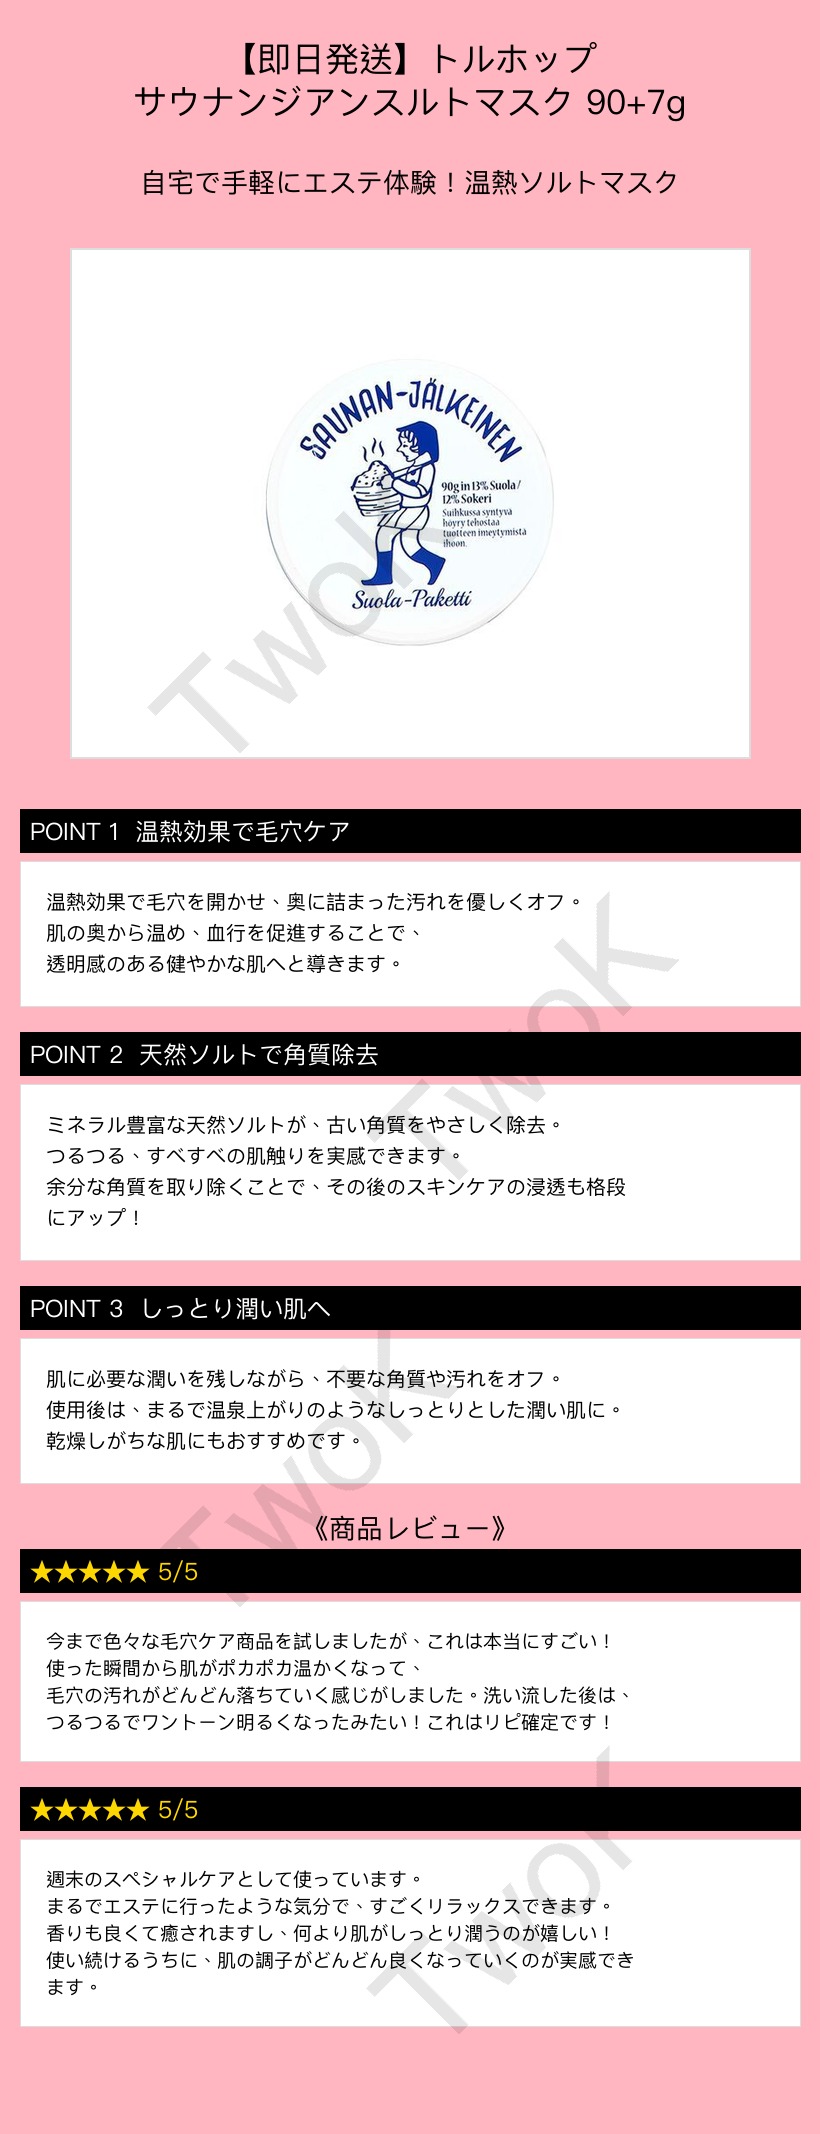 【即日発送】トルホップ
サウナンジアンスルトマスク 90+7g
自宅で手軽にエステ体験！温熱ソルトマスク
SAUNAN-JÄLKEINEN
90g in 13% Suola /
12% Sokeri
Suihkussa syntyvä
höyry tehostaa
tuotteen imeytymistä
ihoon.
Suola-Paketti
TwoK
POINT 1 温熱効果で毛穴ケア
温熱効果で毛穴を開かせ、奥に詰まった汚れを優しくオフ。
肌の奥から温め、血行を促進することで、
透明感のある健やかな肌へと導きます。
TwoK
POINT 2 天然ソルトで角質除去
ミネラル豊富な天然ソルトが、古い角質をやさしく除去。
つるつる、すべすべの肌触りを実感できます。
余分な角質を取り除くことで、その後のスキンケアの浸透も格段
にアップ！
POINT 3 しっとり潤い肌へ
肌に必要な潤いを残しながら、不要な角質や汚れをオフ。
使用後は、まるで温泉上がりのようなしっとりとした潤い肌に。
乾燥しがちな肌にもおすすめです。
TwoK
《商品レビュー》
★★★★★ 5/5
今まで色々な毛穴ケア商品を試しましたが、これは本当にすごい！
使った瞬間から肌がポカポカ温かくなって、
毛穴の汚れがどんどん落ちていく感じがしました。洗い流した後は、
つるつるでワントーン明るくなったみたい！これはリピ確定です！
★★★★★ 5/5
週末のスペシャルケアとして使っています。
まるでエステに行ったような気分で、すごくリラックスできます。
香りも良くて癒されますし、何より肌がしっとり潤うのが嬉しい！
使い続けるうちに、肌の調子がどんどん良くなっていくのが実感でき
ます。
TwoK